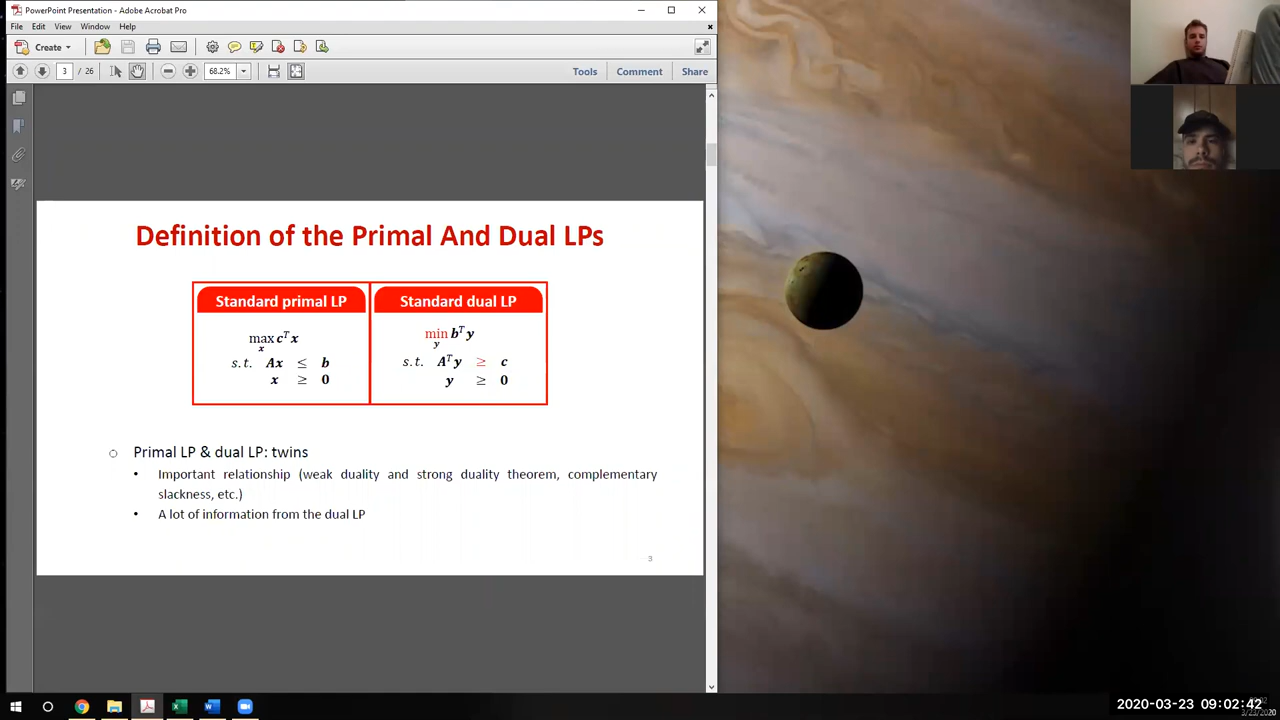 PowerPoint Presentation - Adobe Acrobat Pro
File Edit View Window Help
Create
3 / 26 68.2% Tools Comment Share
Definition of the Primal And Dual LPs
Standard primal LP Standard dual LP
max cᵀx
x
s.t. Ax ≤ b
x ≥ 0
min bᵀy
y
s.t. Aᵀy ≥ c
y ≥ 0
Primal LP & dual LP: twins
• Important relationship (weak duality and strong duality theorem, complementary
slackness, etc.)
• A lot of information from the dual LP
3
2020-03-23 09:02:42
3/23/2020